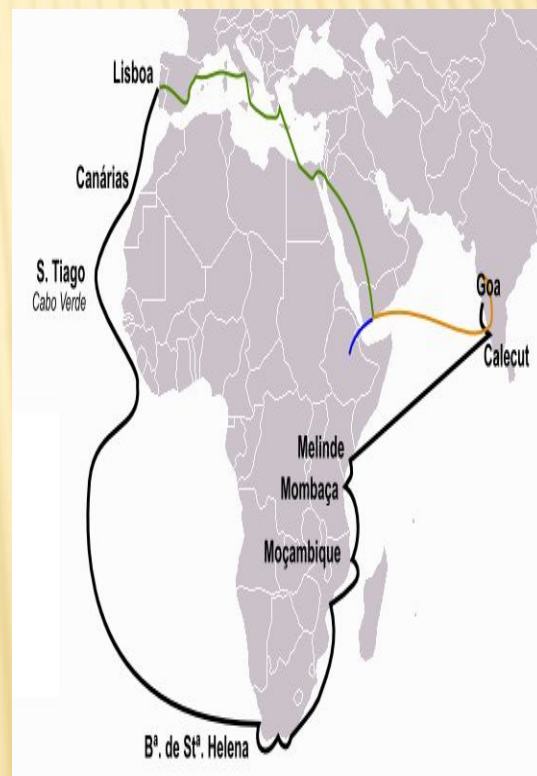 Lisboa
Canárias
S. Tiago
Cabo Verde
Goa
Calecut
Melinde
Mombaça
Moçambique
Bª. de Stª. Helena